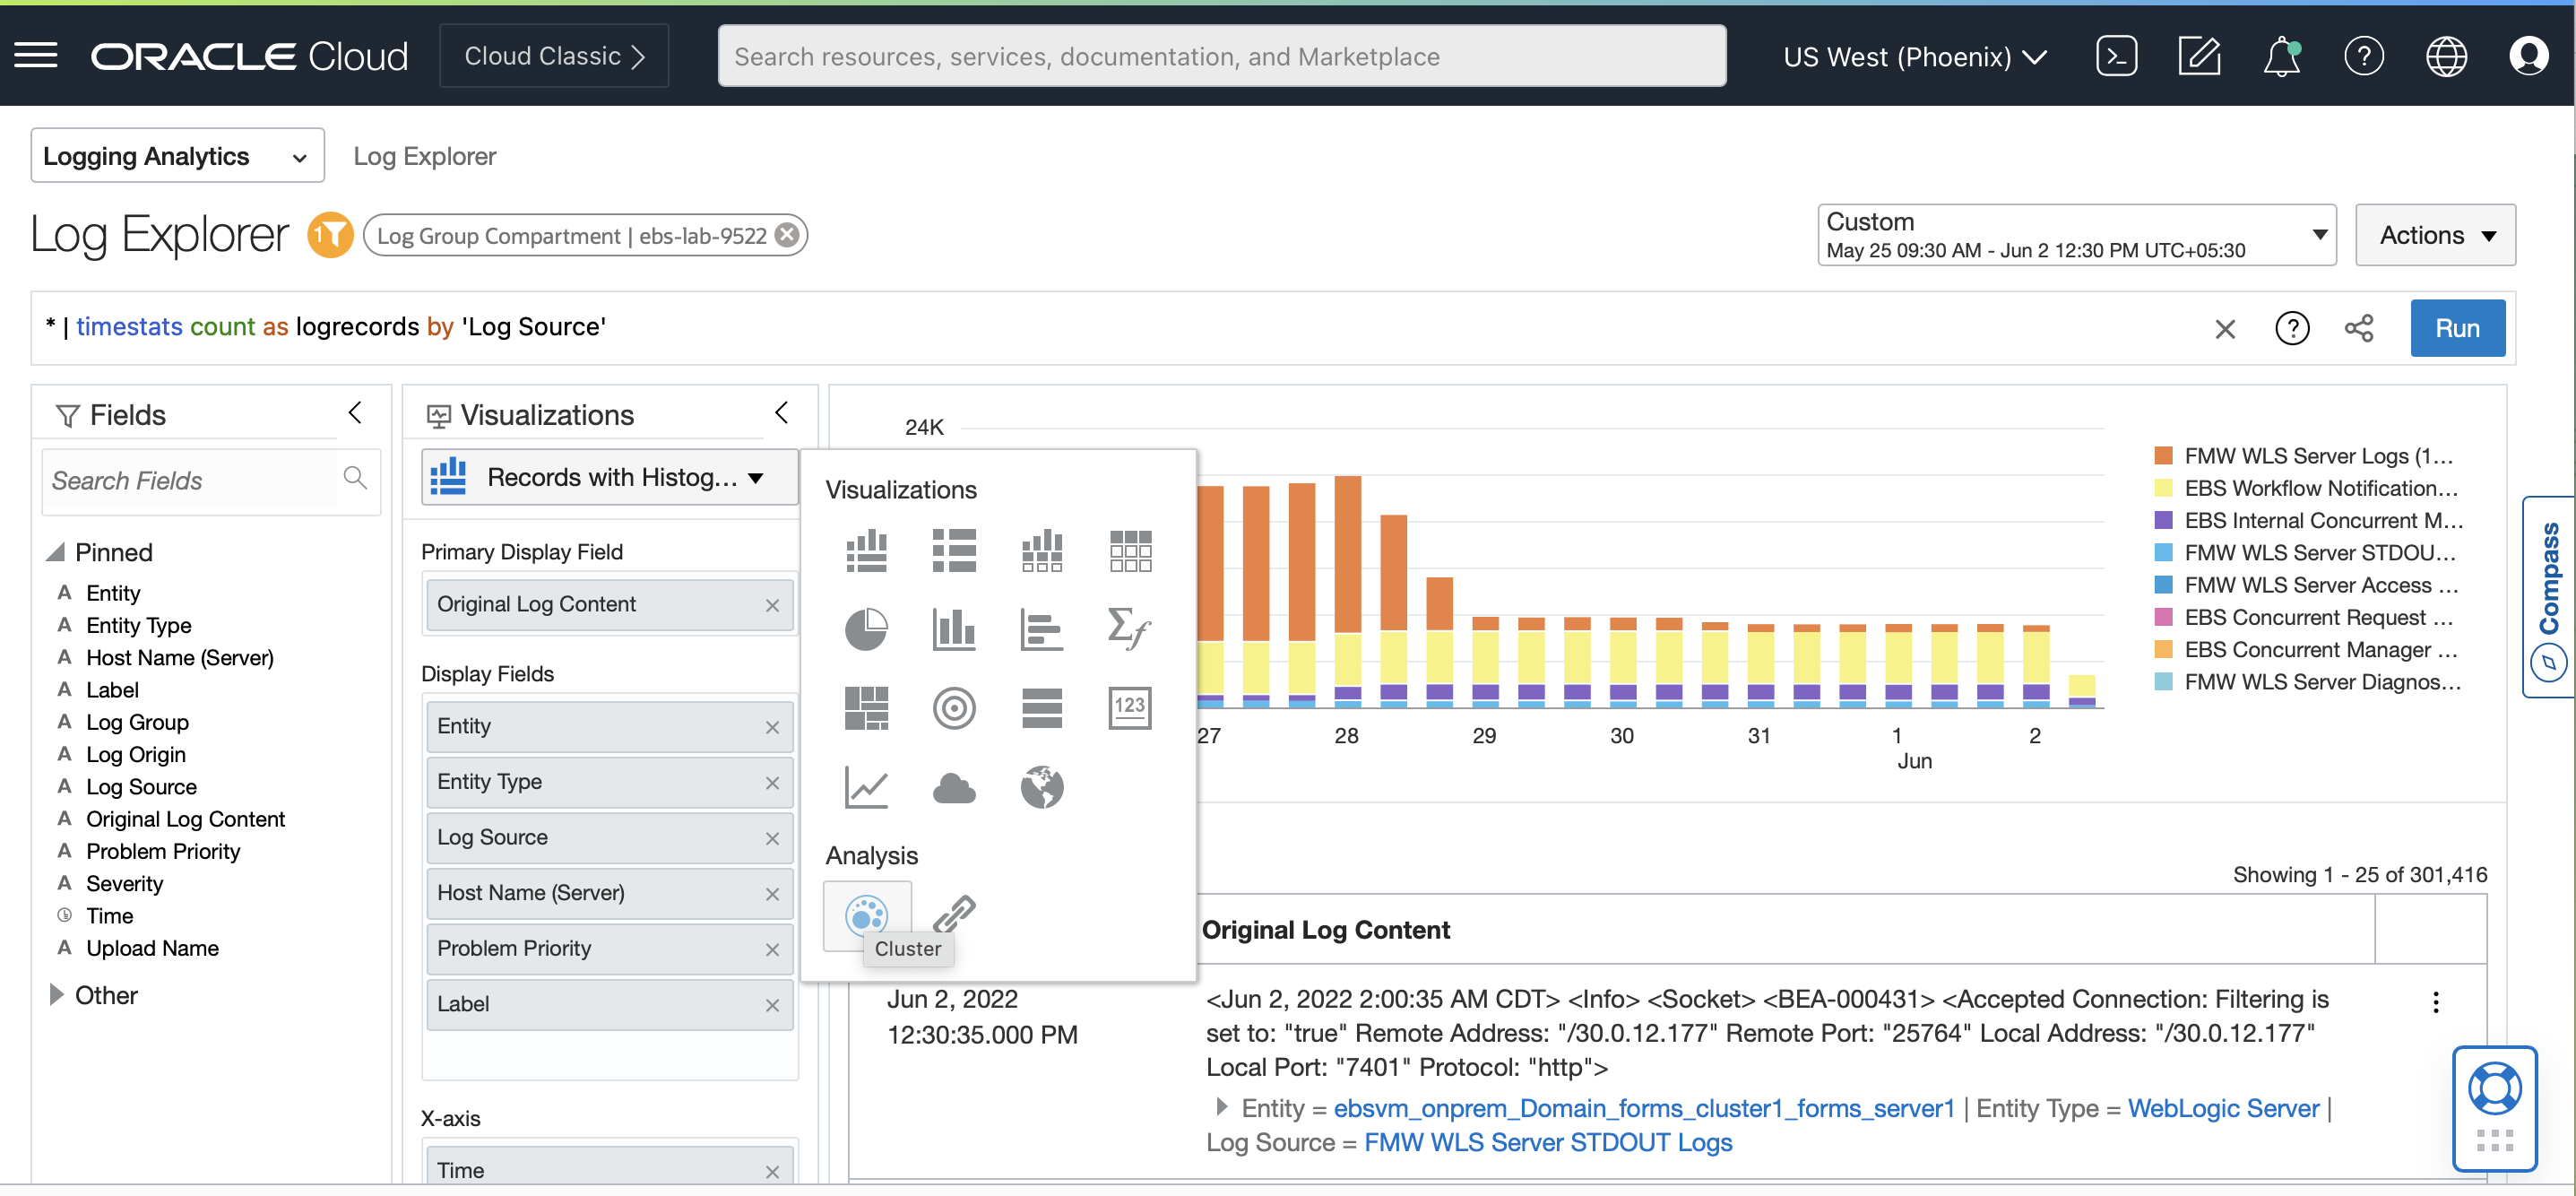 ORACLE Cloud
Cloud Classic
Search resources, services, documentation, and Marketplace
US West (Phoenix)
Logging Analytics
Log Explorer
Log Explorer
1
Log Group Compartment | ebs-lab-9522
Custom
May 25 09:30 AM - Jun 2 12:30 PM UTC+05:30
Actions
* | timestats count as logrecords by 'Log Source'
Run
Fields
Search Fields
Pinned
A Entity
A Entity Type
A Host Name (Server)
A Label
A Log Group
A Log Origin
A Log Source
A Original Log Content
A Problem Priority
A Severity
Time
A Upload Name
Other
Visualizations
Records with Histog...
Primary Display Field
Original Log Content
Display Fields
Entity
Entity Type
Log Source
Host Name (Server)
Problem Priority
Label
X-axis
Time
Visualizations
Σf
123
Analysis
Cluster
24K
27 28 29 30 31 1 2
Jun
FMW WLS Server Logs (1...
EBS Workflow Notification...
EBS Internal Concurrent M...
FMW WLS Server STDOU...
FMW WLS Server Access ...
EBS Concurrent Request ...
EBS Concurrent Manager ...
FMW WLS Server Diagnos...
Compass
Showing 1 - 25 of 301,416
Original Log Content
Jun 2, 2022
12:30:35.000 PM
<Jun 2, 2022 2:00:35 AM CDT> <Info> <Socket> <BEA-000431> <Accepted Connection: Filtering is
set to: "true" Remote Address: "/30.0.12.177" Remote Port: "25764" Local Address: "/30.0.12.177"
Local Port: "7401" Protocol: "http">
Entity = ebsvm_onprem_Domain_forms_cluster1_forms_server1 | Entity Type = WebLogic Server |
Log Source = FMW WLS Server STDOUT Logs